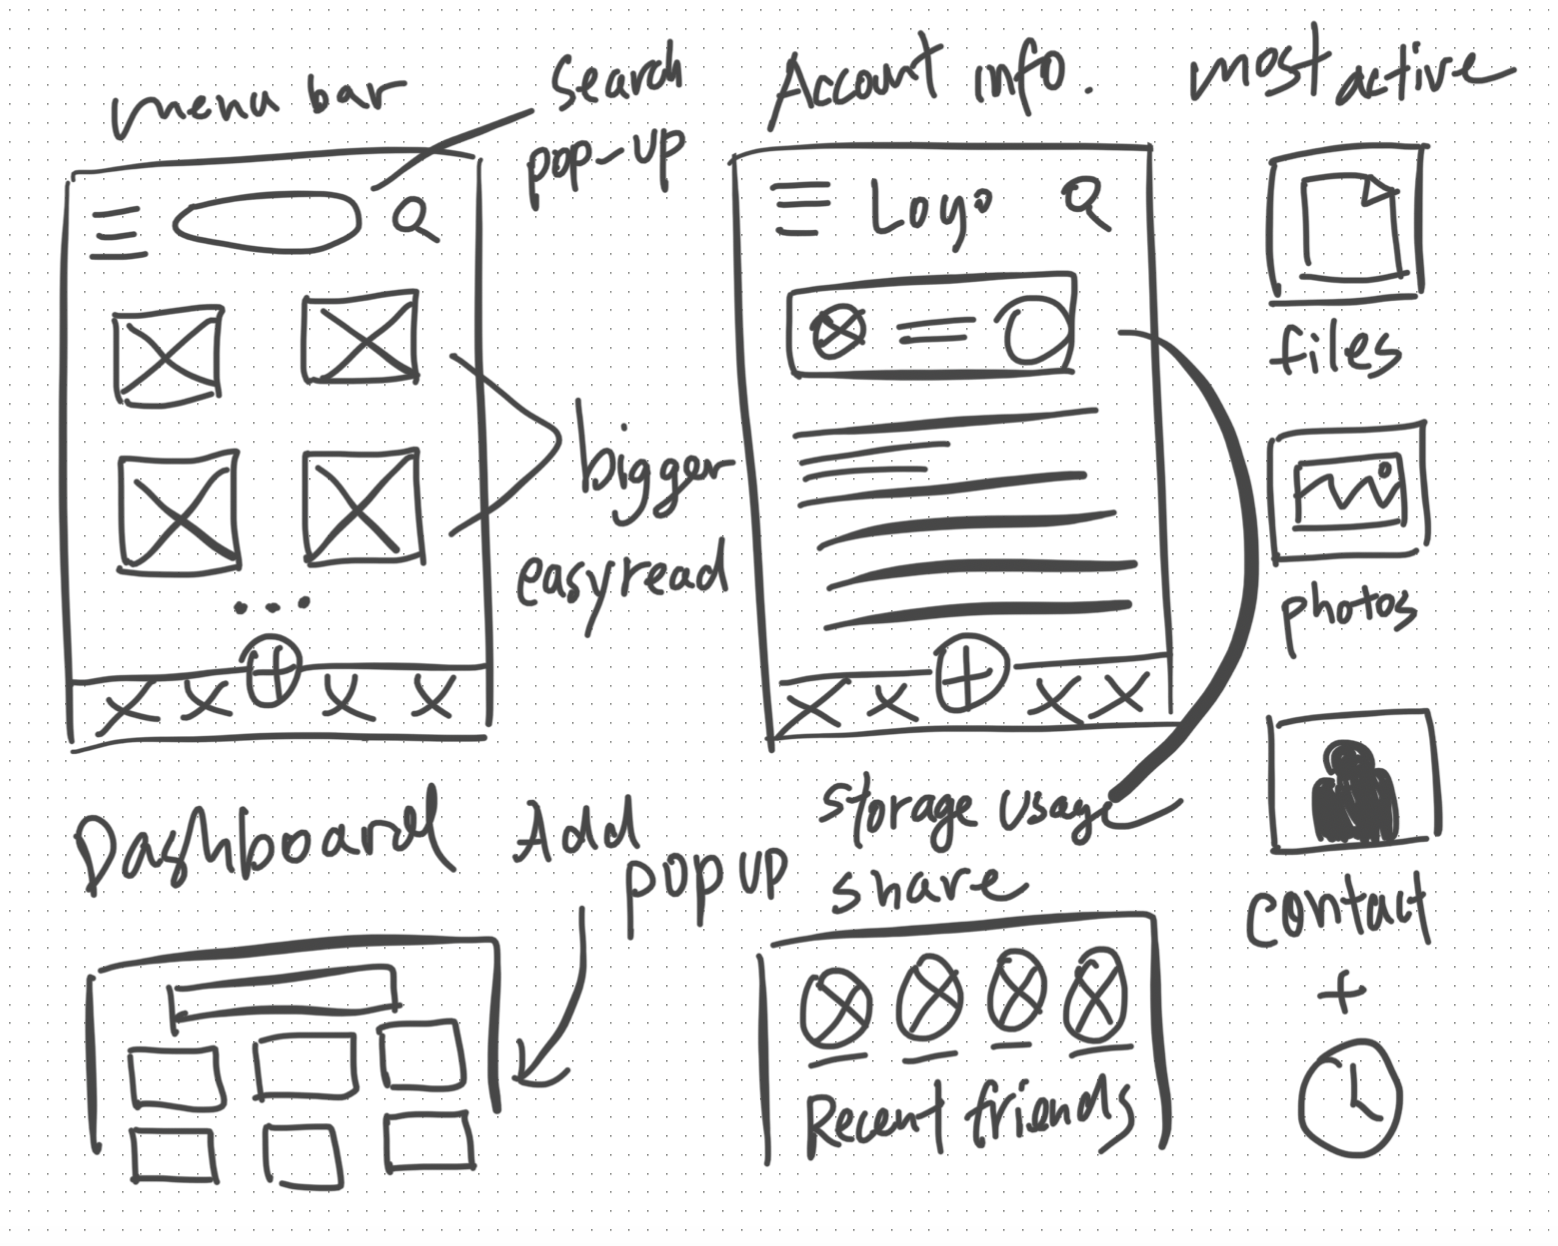 menu bar
search
pop-up
Account info.
most active
Logo
files
bigger
easyread
photos
storage usage
Dashboard
Add
pop up
share
contact
+
Recent friends